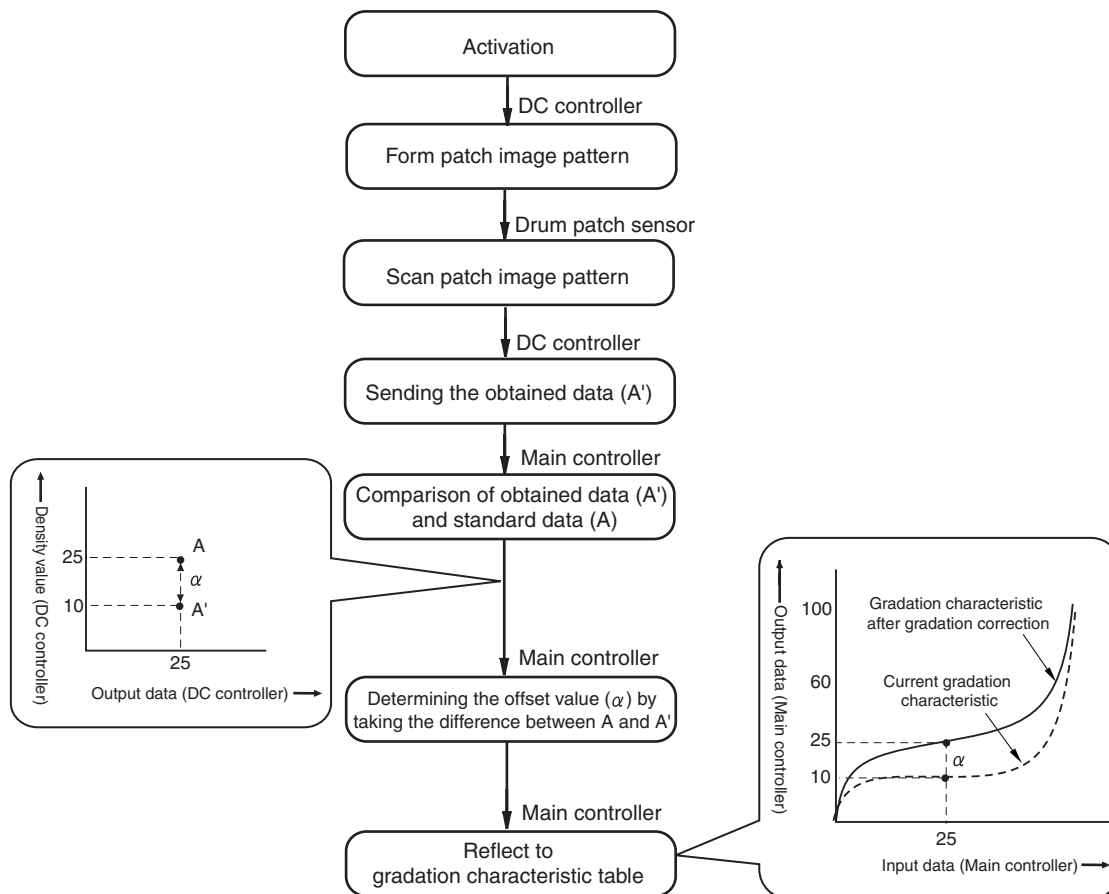 Activation
DC controller
Form patch image pattern
Drum patch sensor
Scan patch image pattern
DC controller
Sending the obtained data (A')
Main controller
Comparison of obtained data (A')
and standard data (A)
Density value (DC controller)
25
10
A
α
A'
25
Output data (DC controller)
Main controller
Determining the offset value (α) by
taking the difference between A and A'
Main controller
Reflect to
gradation characteristic table
Output data (Main controller)
100
60
25
10
Gradation characteristic
after gradation correction
Current gradation
characteristic
α
25
Input data (Main controller)